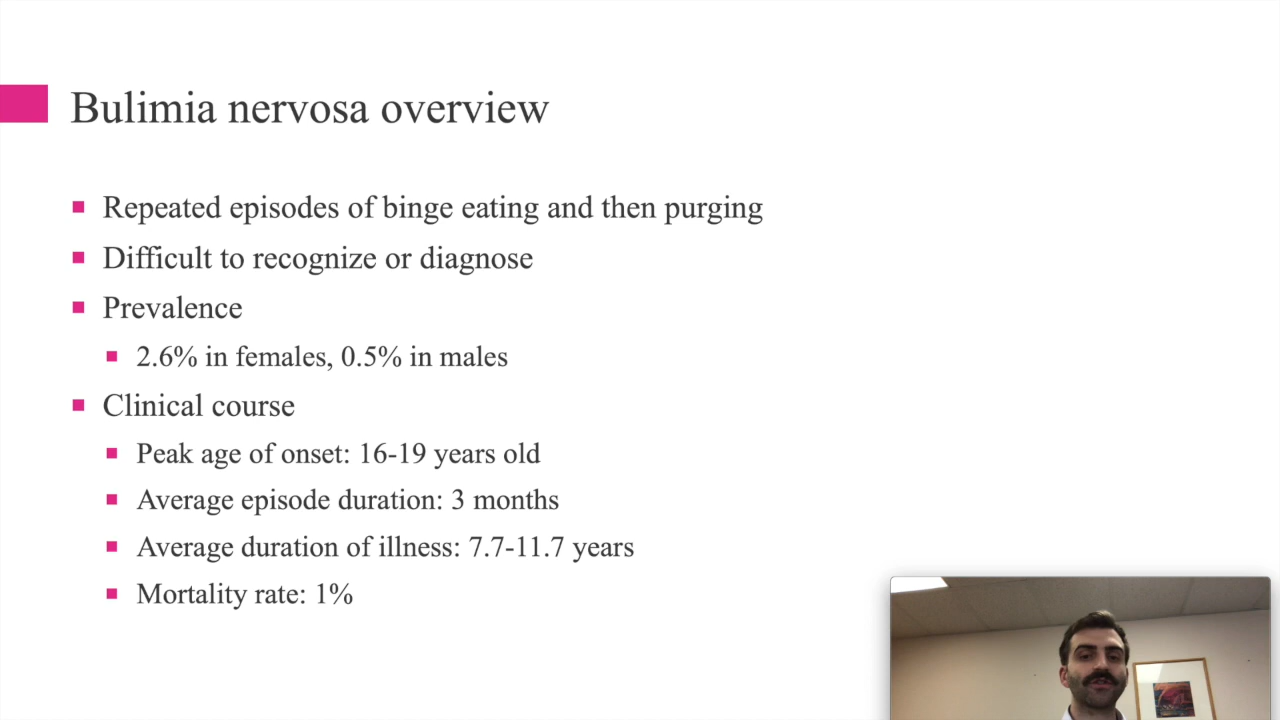 Bulimia nervosa overview
Repeated episodes of binge eating and then purging
Difficult to recognize or diagnose
Prevalence
2.6% in females, 0.5% in males
Clinical course
Peak age of onset: 16-19 years old
Average episode duration: 3 months
Average duration of illness: 7.7-11.7 years
Mortality rate: 1%